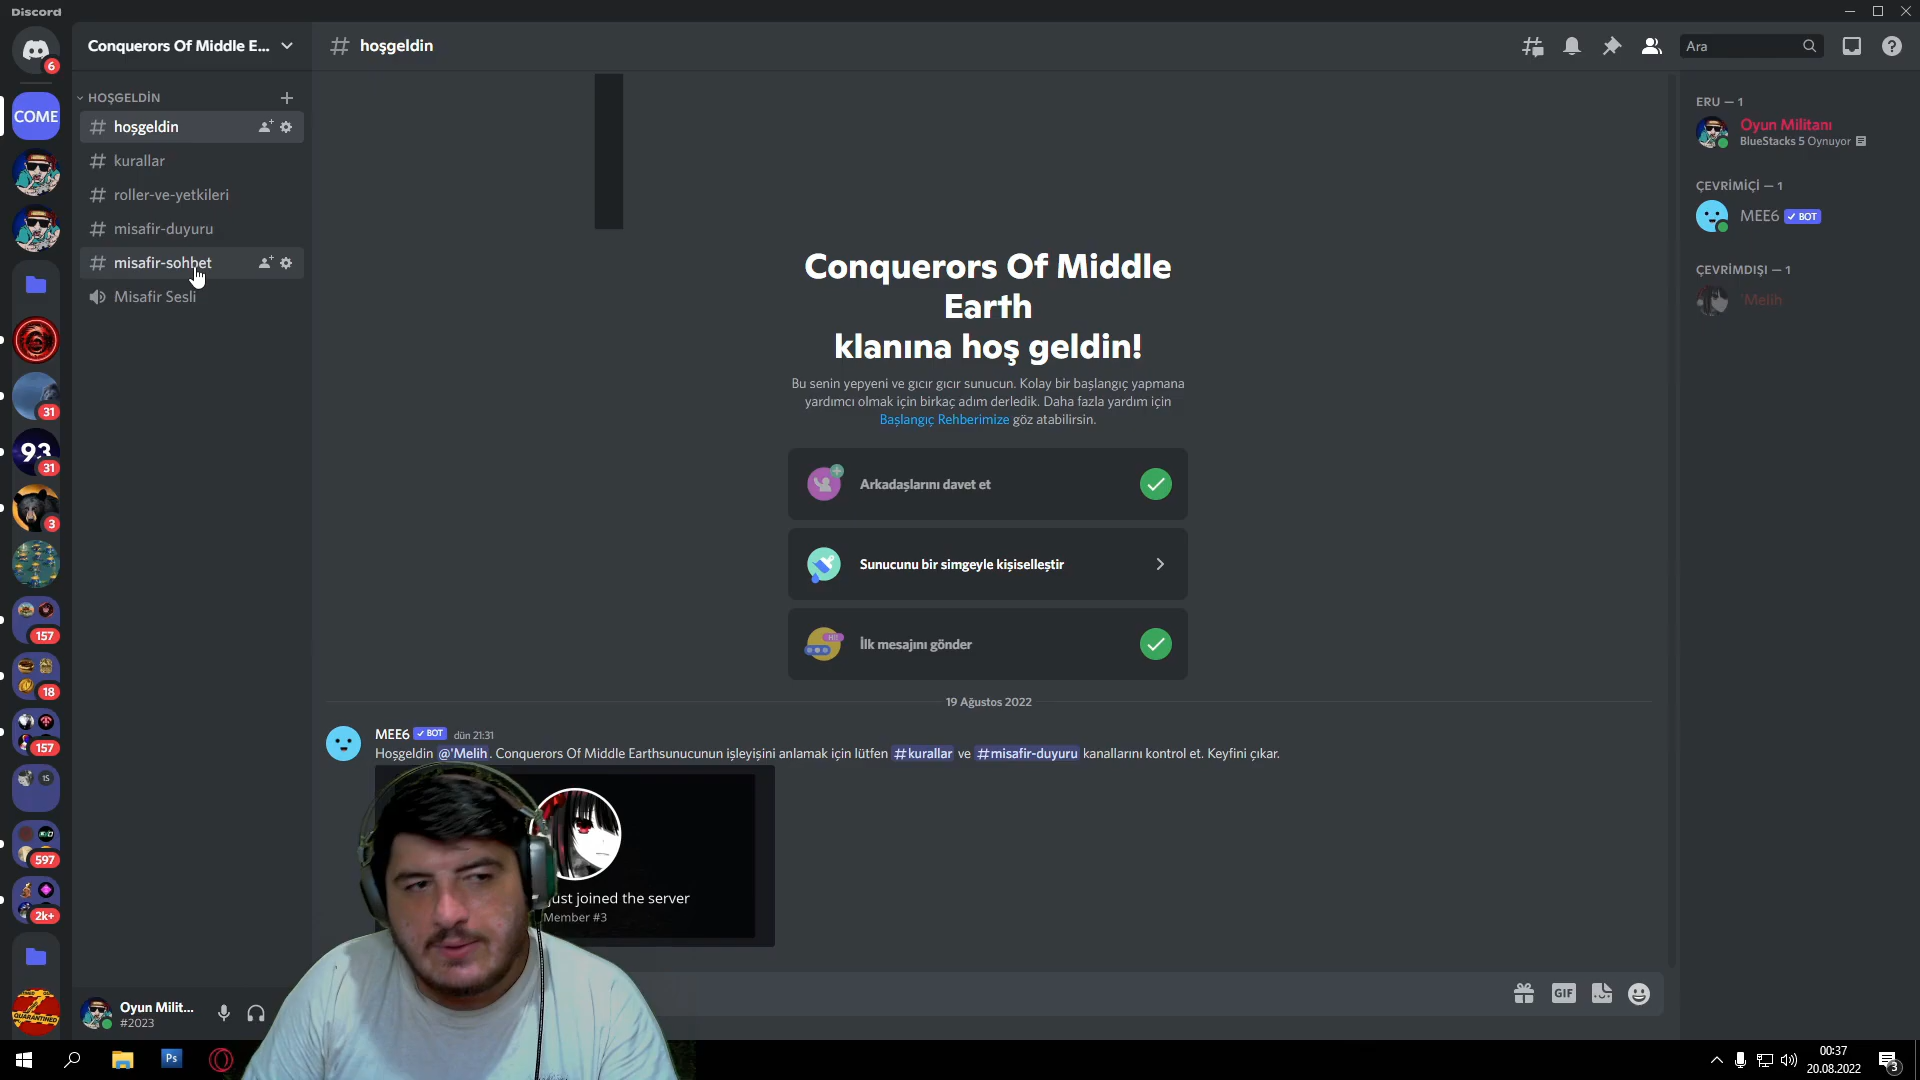 Discord
Conquerors Of Middle E...
hoşgeldin
Ara
6
COME
31
93
31
3
157
18
157
1S
597
2k+
QUARANTINED
HOŞGELDİN
hoşgeldin
kurallar
roller-ve-yetkileri
misafir-duyuru
misafir-sohbet
Misafir Sesli
Conquerors Of Middle
Earth
klanına hoş geldin!
Bu senin yepyeni ve gıcır gıcır sunucun. Kolay bir başlangıç yapmana
yardımcı olmak için birkaç adım derledik. Daha fazla yardım için
Başlangıç Rehberimize göz atabilirsin.
Arkadaşlarını davet et
Sunucunu bir simgeyle kişiselleştir
İlk mesajını gönder
19 Ağustos 2022
MEE6 ✓ BOT dün 21:31
Hoşgeldin @'Melih. Conquerors Of Middle Earthsunucunun işleyişini anlamak için lütfen #kurallar ve #misafir-duyuru kanallarını kontrol et. Keyfini çıkar.
just joined the server
Member #3
GIF
ERU — 1
Oyun Militanı
BlueStacks 5 Oynuyor
ÇEVRİMİÇİ — 1
MEE6 ✓ BOT
ÇEVRİMDIŞI — 1
'Melih
Oyun Milit...
#2023
Ps
00:37
20.08.2022
3